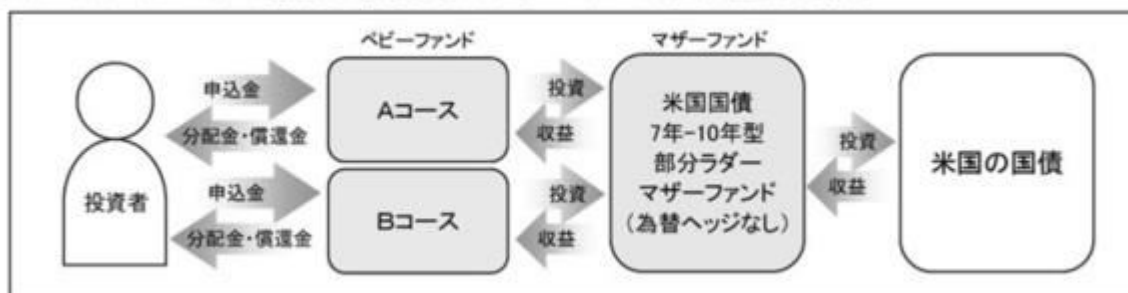 ベビーファンド
マザーファンド
申込金
分配金・償還金
申込金
分配金・償還金
投資者
Aコース
Bコース
投資
収益
投資
収益
米国国債
7年-10年型
部分ラダー
マザーファンド
(為替ヘッジなし)
投資
収益
米国の国債